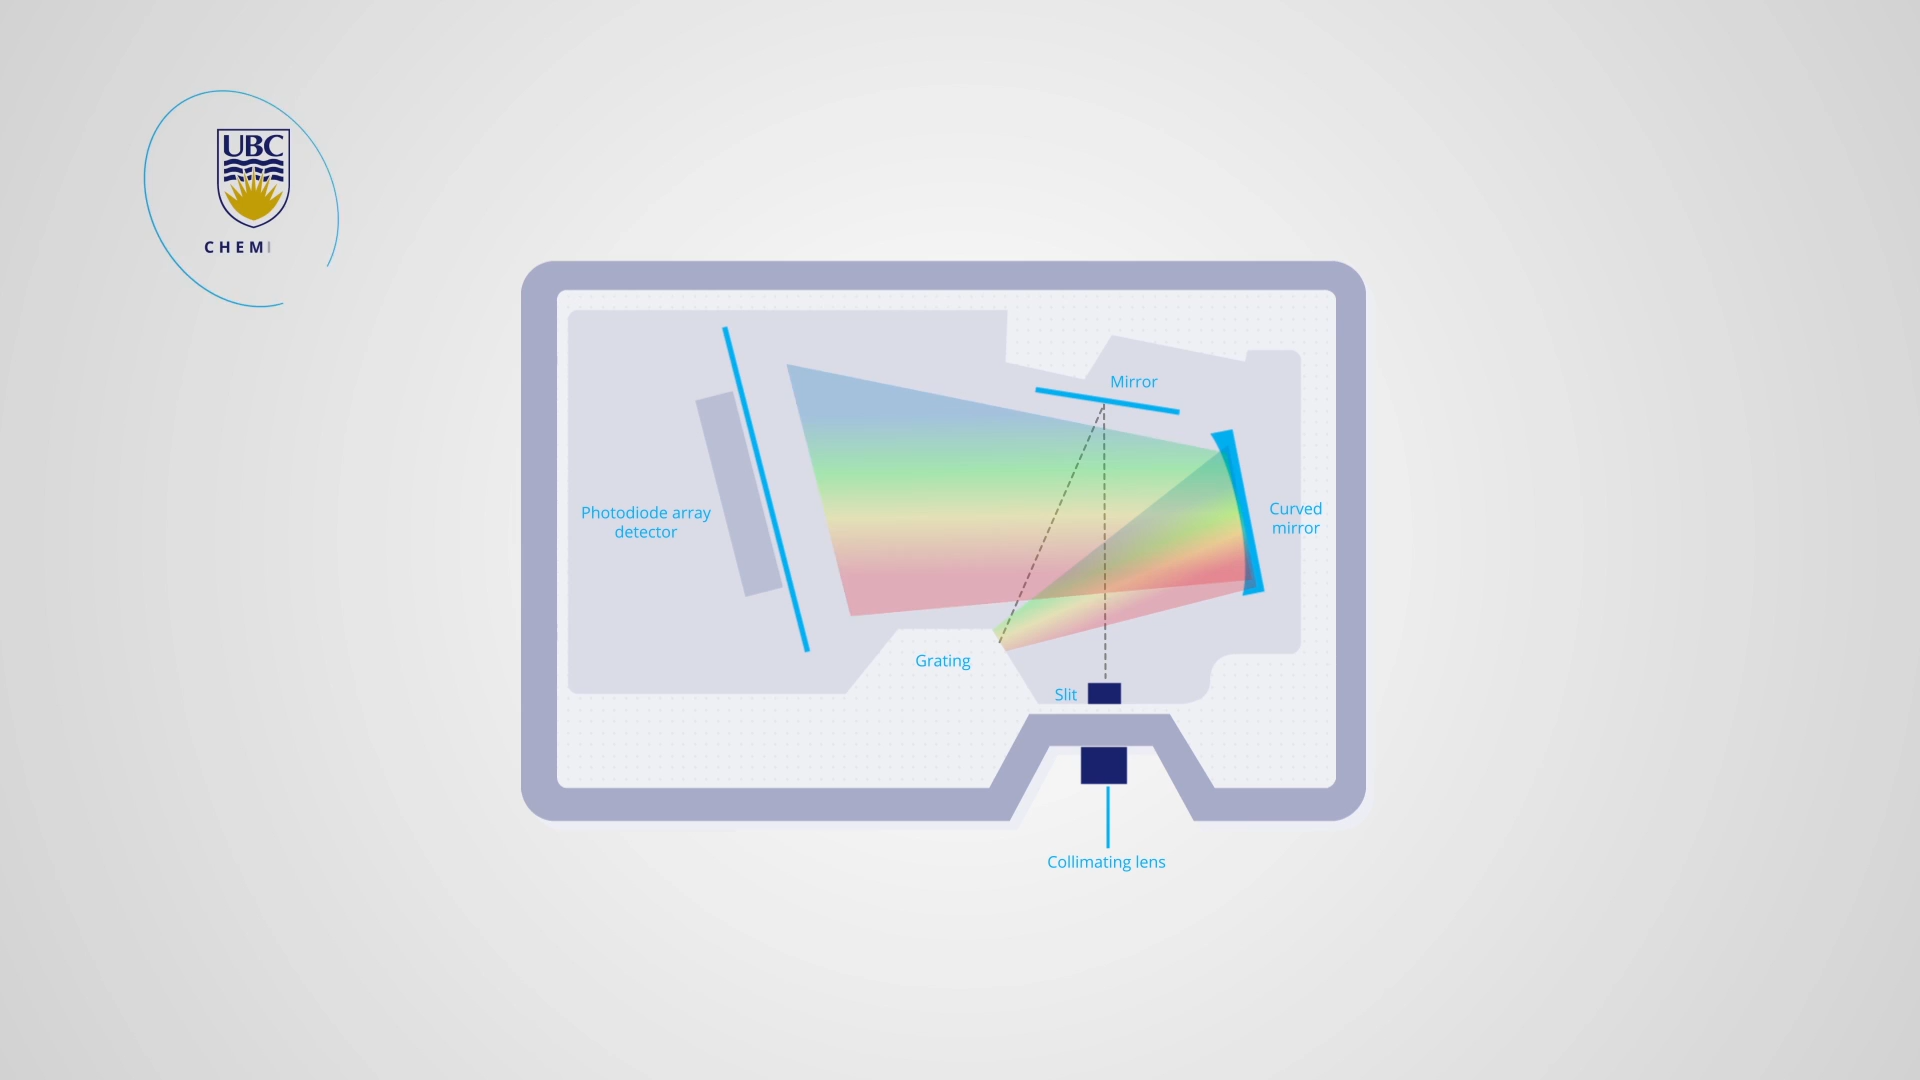 UBC
CHEMI
Mirror
Photodiode array
detector
Curved
mirror
Grating
Slit
Collimating lens